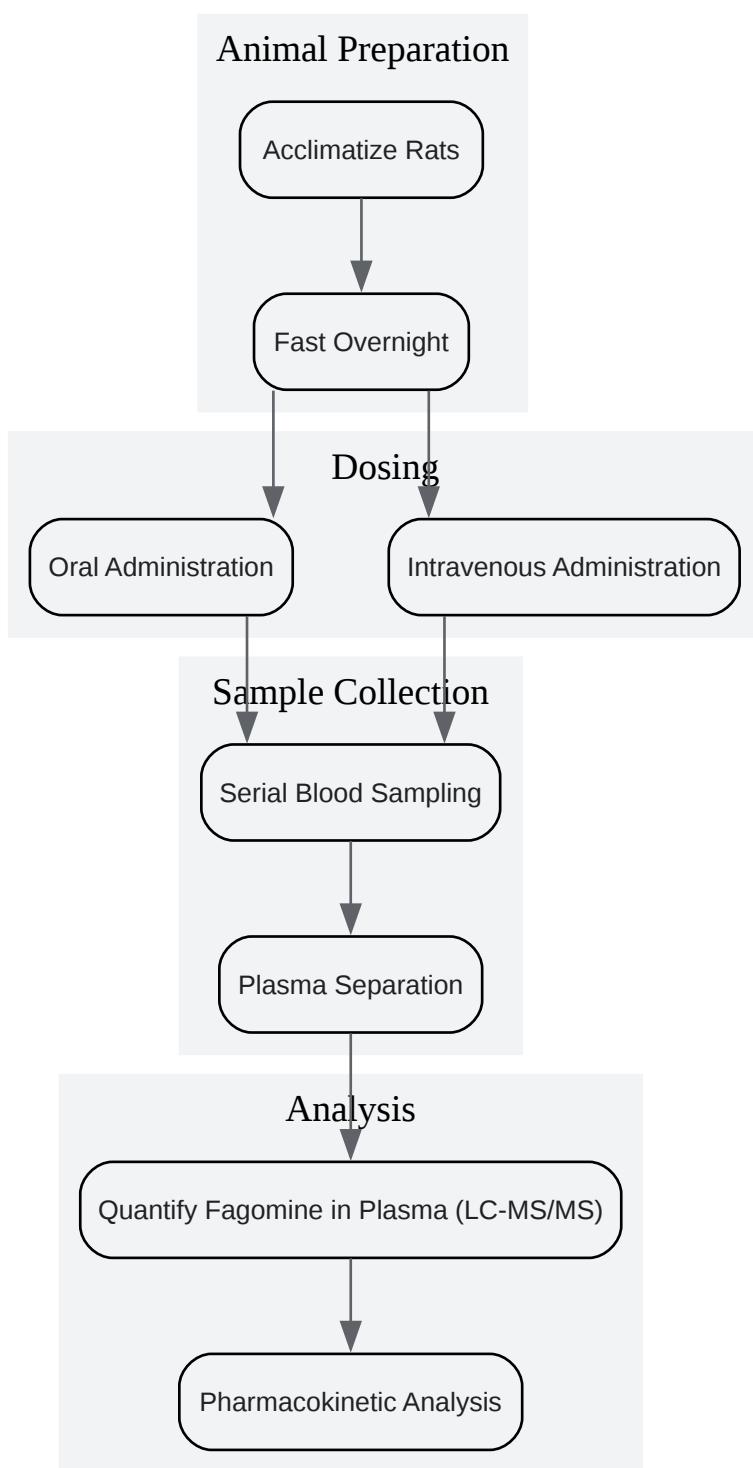 Animal Preparation
Acclimatize Rats
Fast Overnight
Dosing
Oral Administration
Intravenous Administration
Sample Collection
Serial Blood Sampling
Plasma Separation
Analysis
Quantify Fagomine in Plasma (LC-MS/MS)
Pharmacokinetic Analysis